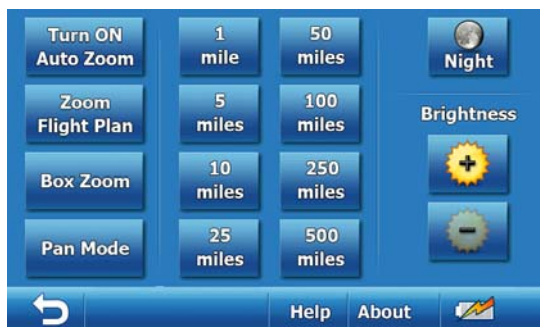 Turn ON
Auto Zoom
1
mile
50
miles
Night
Zoom
Flight Plan
5
miles
100
miles
Brightness
+
Box Zoom
10
miles
250
miles
-
Pan Mode
25
miles
500
miles
Help
About